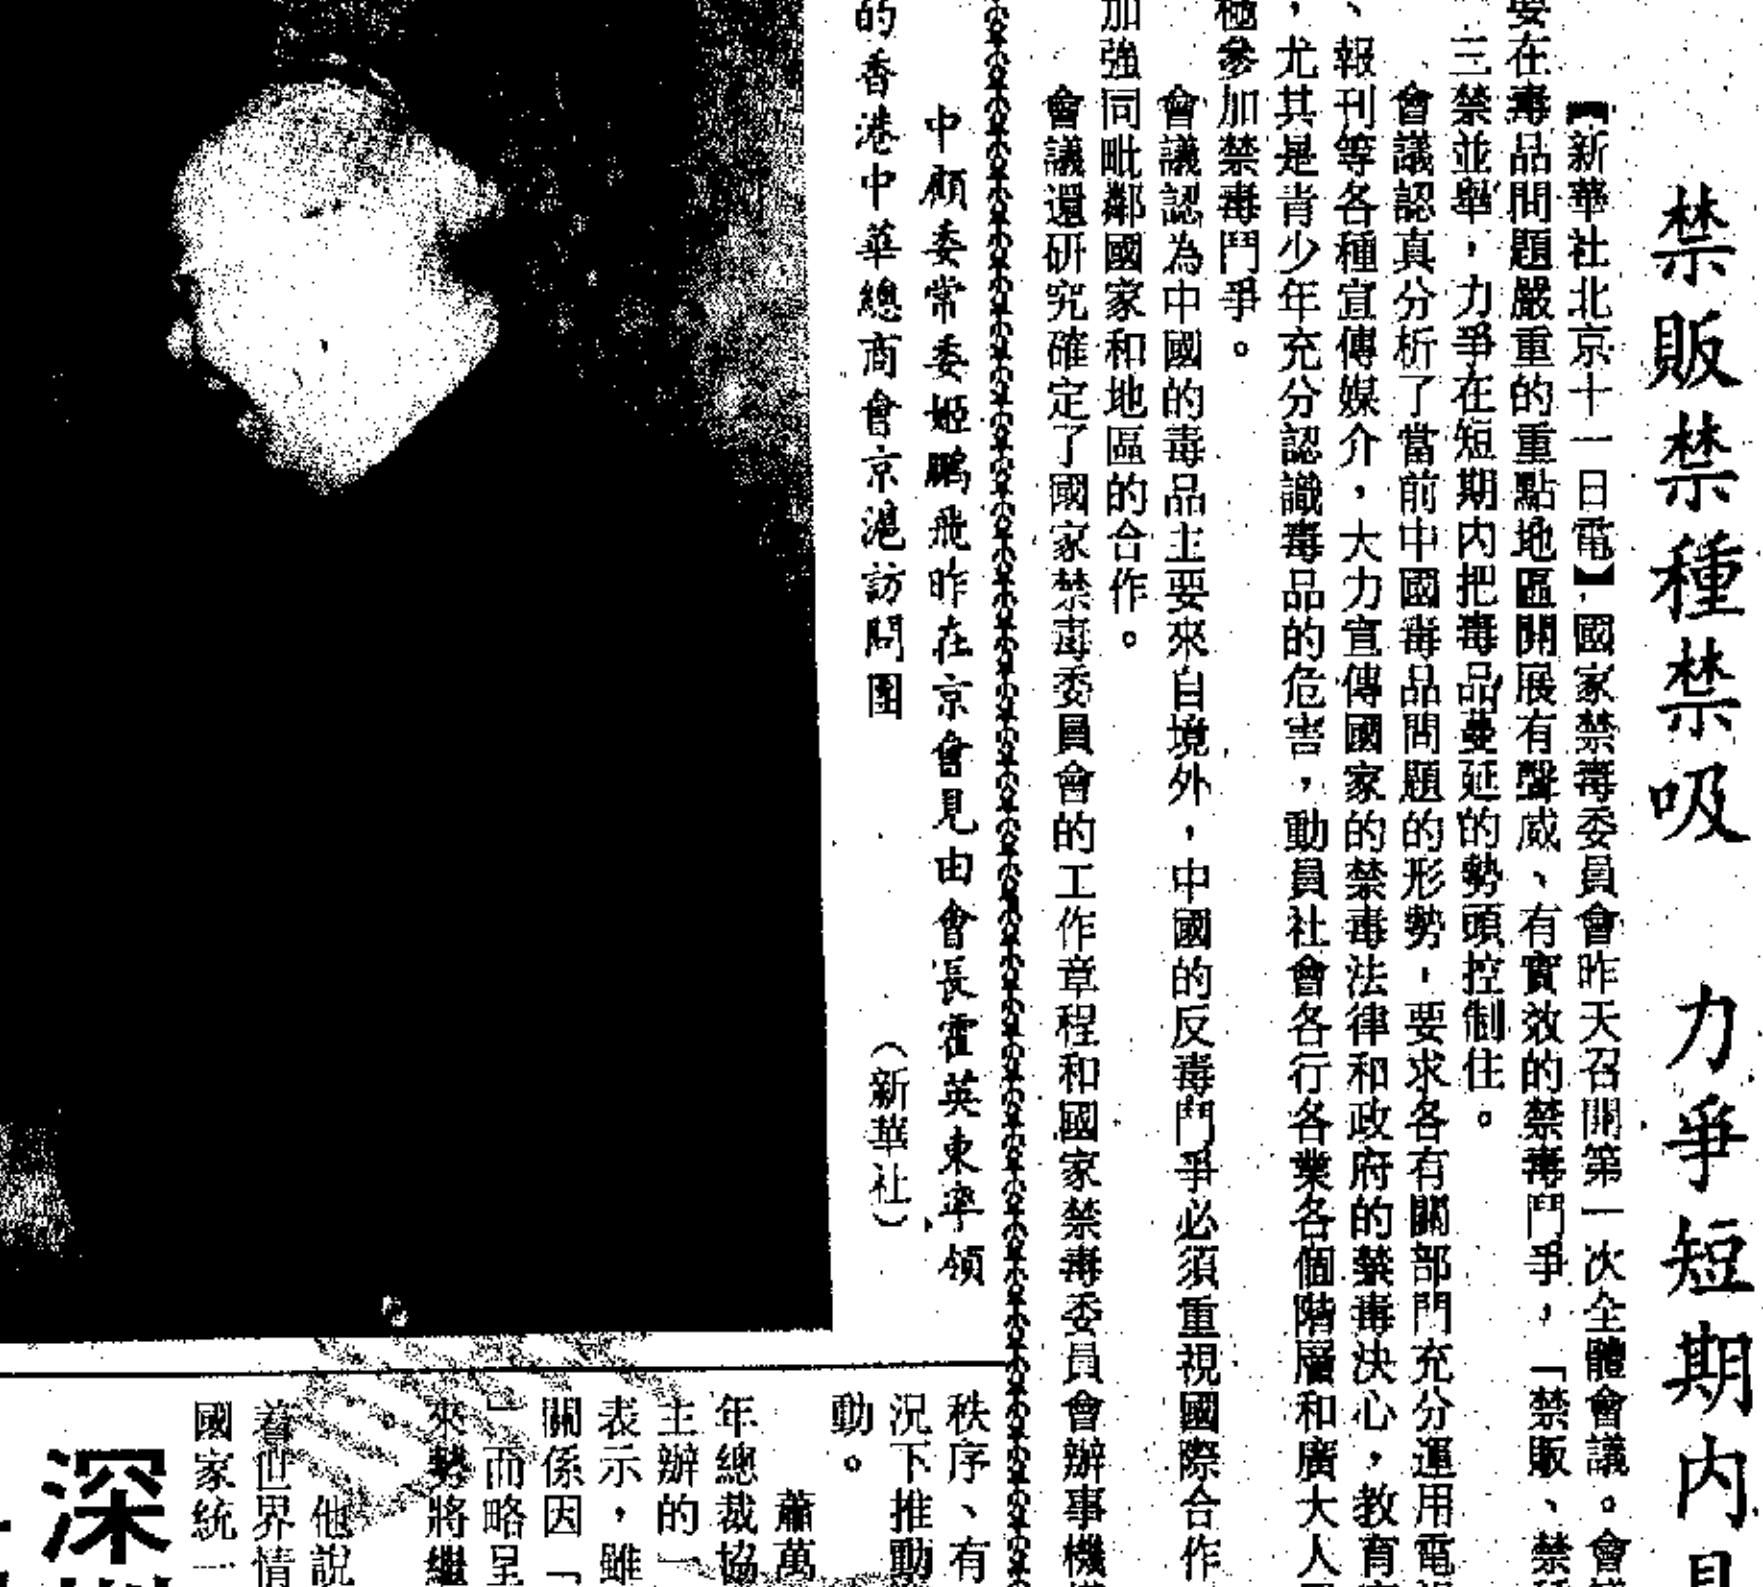 禁販禁種禁吸　力爭短期內
【新華社北京十一日電】國家禁毒委員會昨天召開第一次全體會議。會
要在毒品問題嚴重的重點地區開展有聲威、有實效的禁毒鬥爭，「禁販、禁
三禁並舉，力爭在短期內把毒品蔓延的勢頭控制住。
會議認真分析了當前中國毒品問題的形勢，要求各有關部門充分運用電
、報刊等各種宣傳媒介，大力宣傳國家的禁毒法律和政府的禁毒決心，教育
，尤其是青少年充分認識毒品的危害，動員社會各行各業各個階層和廣大人
極參加禁毒鬥爭。
會議認為中國的毒品主要來自境外，中國的反毒鬥爭必須重視國際合作
加強同毗鄰國家和地區的合作。
會議還研究確定了國家禁毒委員會的工作章程和國家禁毒委員會辦事機
中顧委常委姬鵬飛昨在京會見由會長霍英東率領
的香港中華總商會京港訪問團　（新華社）
秩序、有
況下推動
動。
蕭萬
年總裁協
主辦的
表示，雖
關係因「
」而略呈
來勢將繼
。
他說
着世界情
國家統一
深